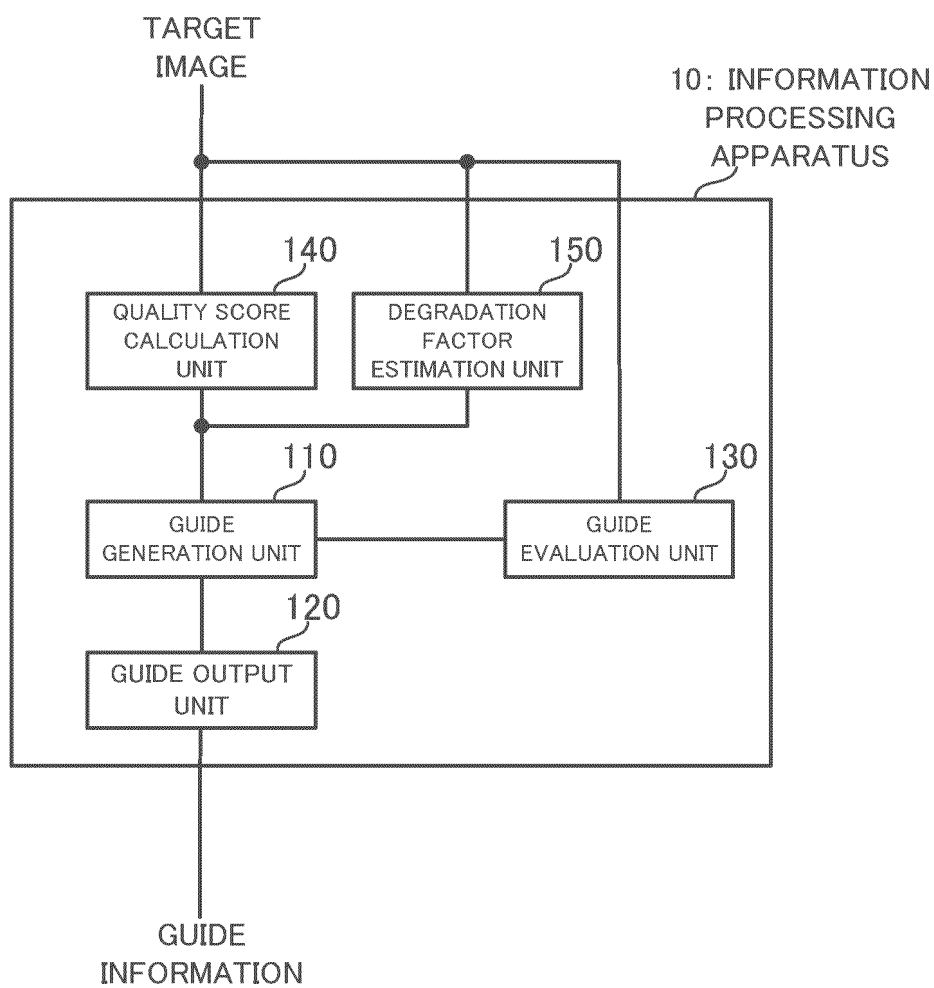 TARGET
IMAGE
10: INFORMATION
PROCESSING
APPARATUS
140
QUALITY SCORE
CALCULATION
UNIT
150
DEGRADATION
FACTOR
ESTIMATION UNIT
110
GUIDE
GENERATION UNIT
130
GUIDE
EVALUATION UNIT
120
GUIDE OUTPUT
UNIT
GUIDE
INFORMATION